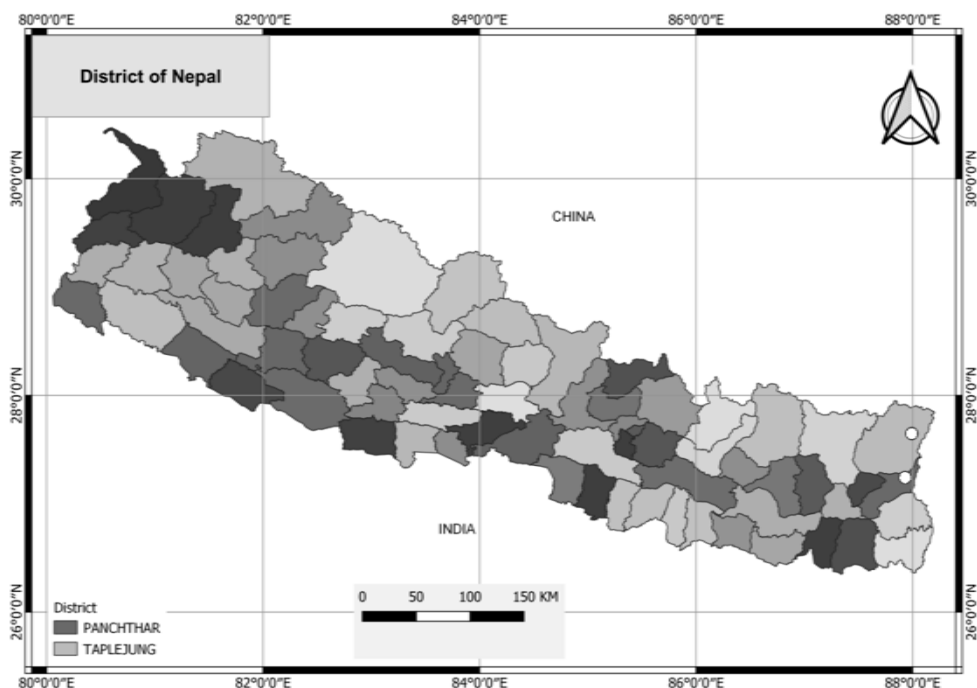 80°0'0"E 82°0'0"E 84°0'0"E 86°0'0"E 88°0'0"E
District of Nepal
30°0'0"N 30°0'0"N
CHINA
28°0'0"N 28°0'0"N
INDIA
0 50 100 150 KM
District
PANCHTHAR
TAPLEJUNG
26°0'0"N 26°0'0"N
80°0'0"E 82°0'0"E 84°0'0"E 86°0'0"E 88°0'0"E